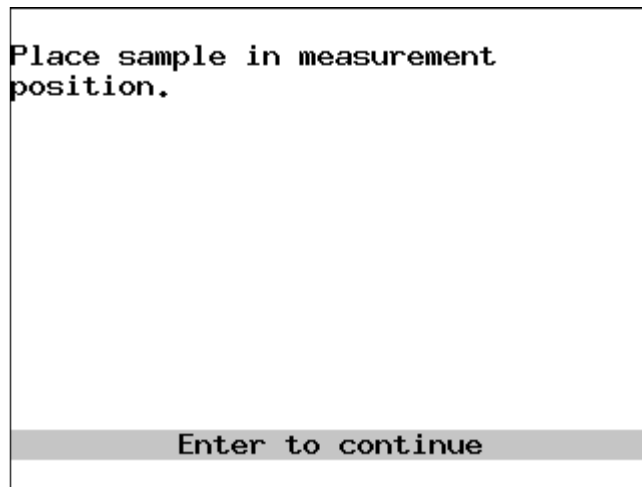 Place sample in measurement
position.
Enter to continue